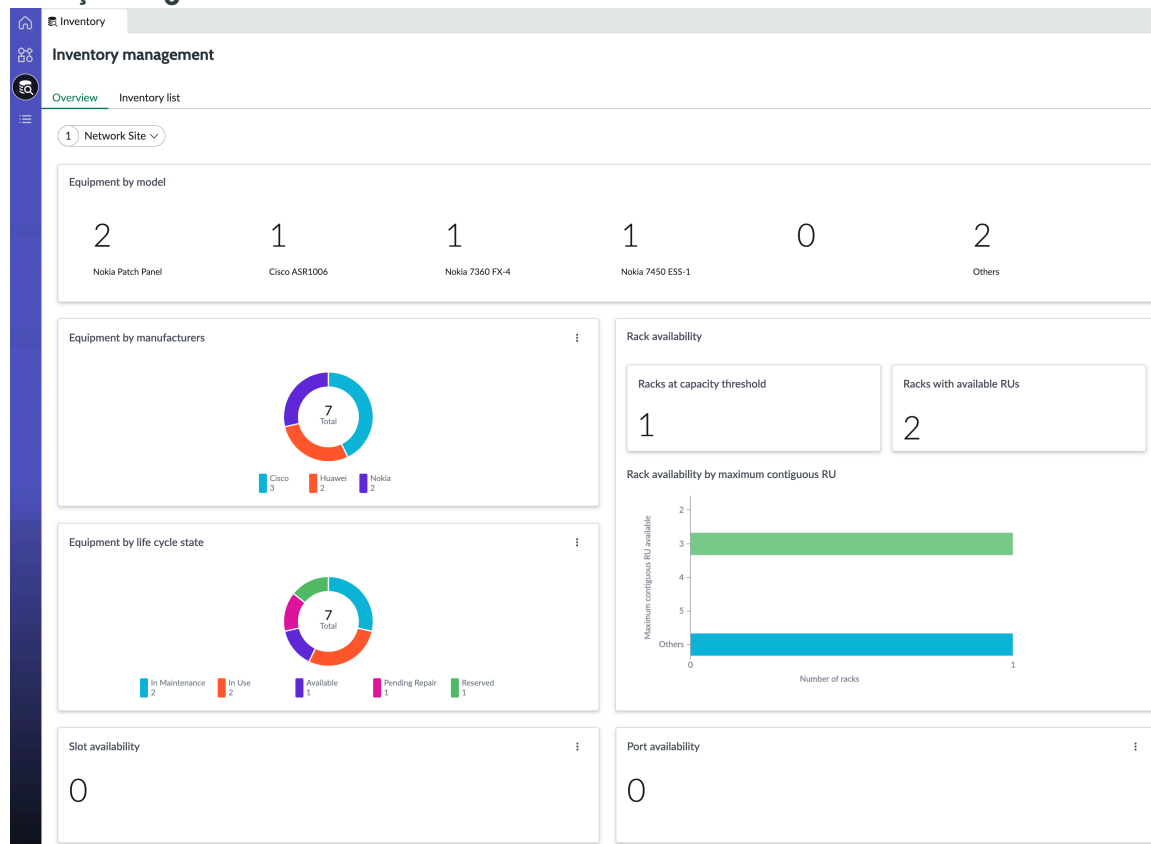 Inventory
Inventory management
Overview Inventory list
1 Network Site
Equipment by model
2 1 1 1 0 2
Nokia Patch Panel Cisco ASR1006 Nokia 7360 FX-4 Nokia 7450 ESS-1 Others
Equipment by manufacturers
7
Total
Cisco Huawei Nokia
3 2 2
Equipment by life cycle state
7
Total
In Maintenance In Use Available Pending Repair Reserved
2 2 1 1 1
Rack availability
Racks at capacity threshold Racks with available RUs
1 2
Rack availability by maximum contiguous RU
Maximum contiguous RU available
2
3
4
5
Others
0 1
Number of racks
Slot availability
0
Port availability
0